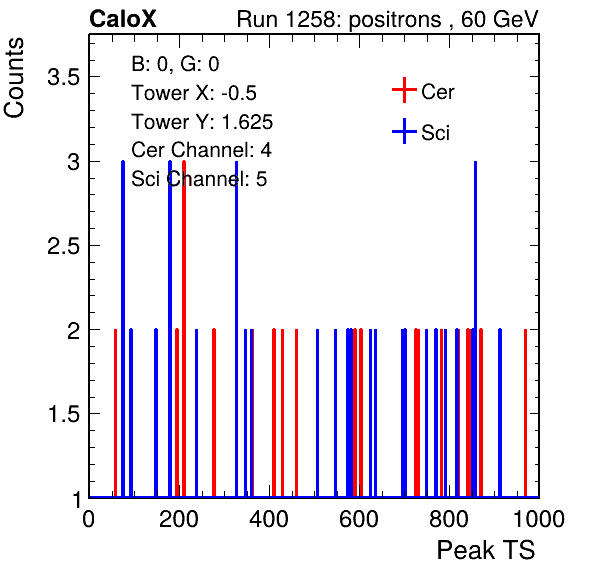 CaloX Run 1258: positrons , 60 GeV
Counts
B: 0, G: 0
Tower X: -0.5
Tower Y: 1.625
Cer Channel: 4
Sci Channel: 5
Cer
Sci
3.5
3
2.5
2
1.5
1
0 200 400 600 800 1000
Peak TS